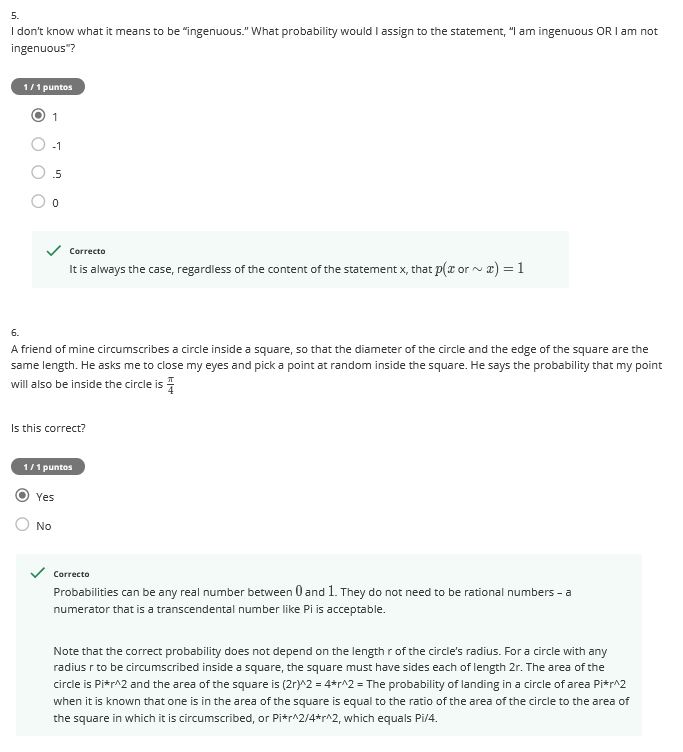 5.
I don't know what it means to be "ingenuous." What probability would I assign to the statement, "I am ingenuous OR I am not
ingenuous"?
1 / 1 puntos
1
-1
.5
0
Correcto
It is always the case, regardless of the content of the statement x, that p(x or ∼ x) = 1
6.
A friend of mine circumscribes a circle inside a square, so that the diameter of the circle and the edge of the square are the
same length. He asks me to close my eyes and pick a point at random inside the square. He says the probability that my point
will also be inside the circle is π/4
Is this correct?
1 / 1 puntos
Yes
No
Correcto
Probabilities can be any real number between 0 and 1. They do not need to be rational numbers – a
numerator that is a transcendental number like Pi is acceptable.
Note that the correct probability does not depend on the length r of the circle's radius. For a circle with any
radius r to be circumscribed inside a square, the square must have sides each of length 2r. The area of the
circle is Pi*r^2 and the area of the square is (2r)^2 = 4*r^2 = The probability of landing in a circle of area Pi*r^2
when it is known that one is in the area of the square is equal to the ratio of the area of the circle to the area of
the square in which it is circumscribed, or Pi*r^2/4*r^2, which equals Pi/4.